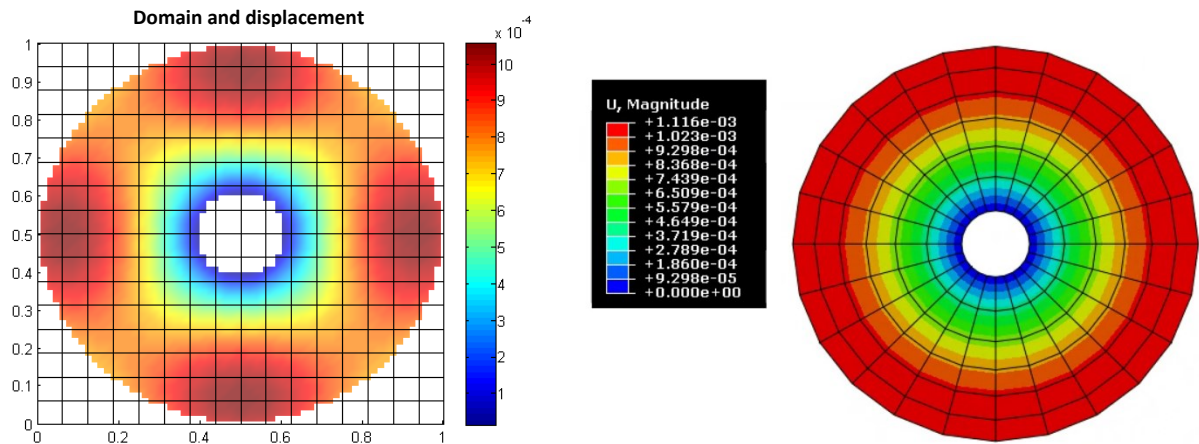 Domain and displacement
x 10^-4
1
0.9
0.8
0.7
0.6
0.5
0.4
0.3
0.2
0.1
0
0
0.2
0.4
0.6
0.8
1
10
9
8
7
6
5
4
3
2
1
U, Magnitude
+1.116e-03
+1.023e-03
+9.298e-04
+8.368e-04
+7.439e-04
+6.509e-04
+5.579e-04
+4.649e-04
+3.719e-04
+2.789e-04
+1.860e-04
+9.298e-05
+0.000e+00